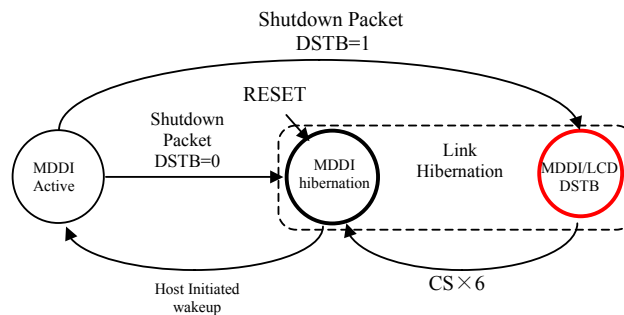 Shutdown Packet
DSTB=1
RESET
Shutdown
Packet
DSTB=0
MDDI
Active
MDDI
hibernation
Link
Hibernation
MDDI/LCD
DSTB
Host Initiated
wakeup
CS×6